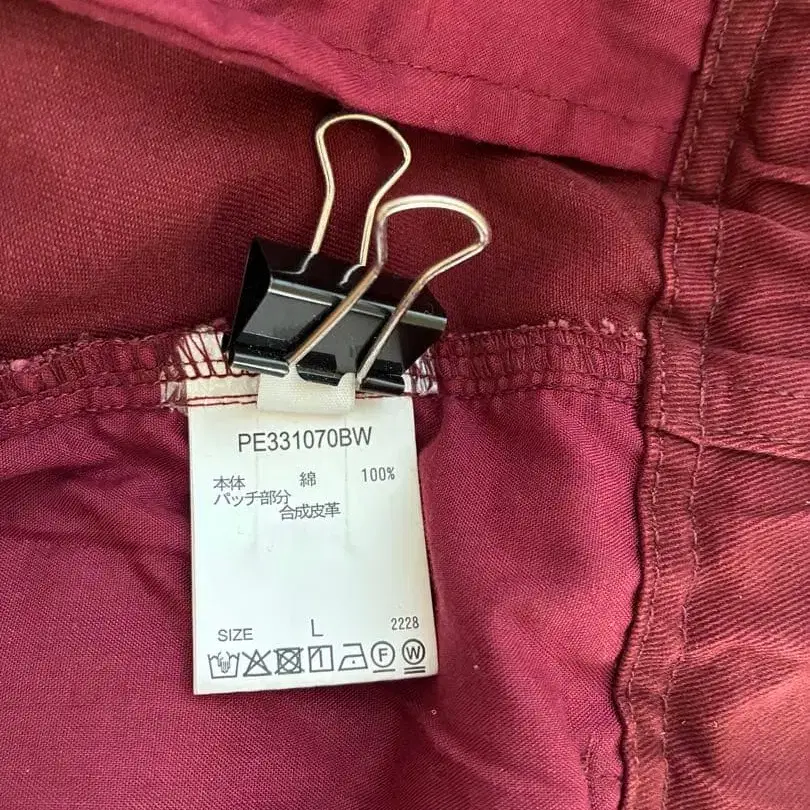 PE331070BW
本体 綿 100%
パッチ部分
合成皮革
SIZE L 2228
F W